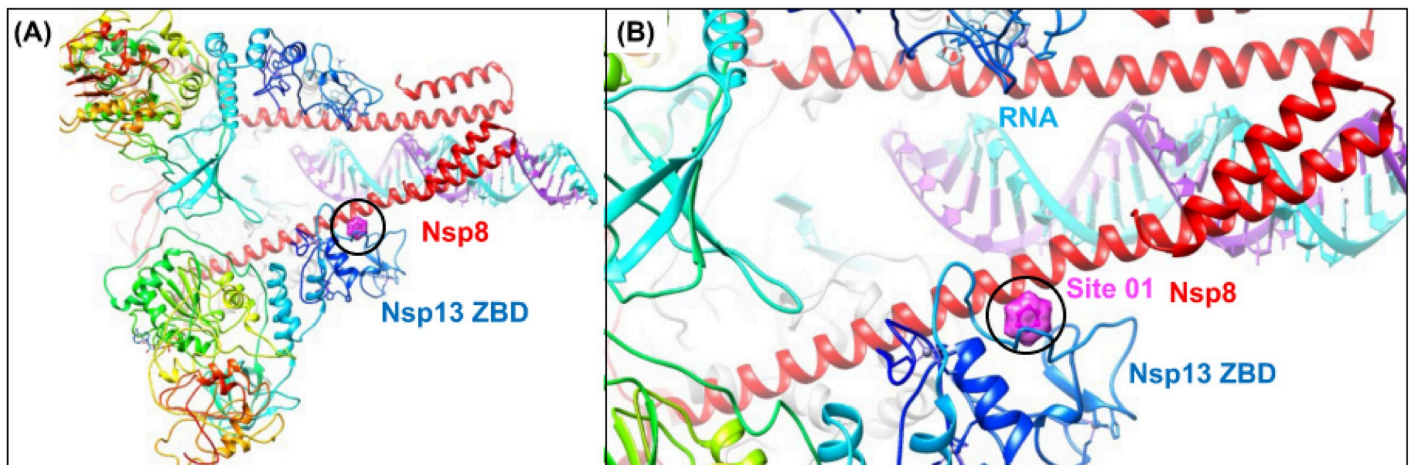 (A)
Nsp8
Nsp13 ZBD
(B)
RNA
Site 01
Nsp8
Nsp13 ZBD